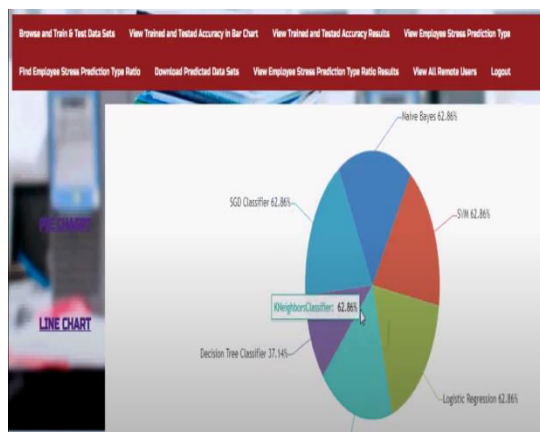 Browse and Train & Test Data Sets View Trained and Tested Accuracy in Bar Chart View Trained and Tested Accuracy Results View Employee Stress Prediction Type
Find Employee Stress Prediction Type Ratio Download Predicted Data Sets View Employee Stress Prediction Type Ratio Results View All Remote Users Logout
Naive Bayes 62.86%
SGD Classifier 62.86%
SVM 62.86%
PIE CHART
KNeighborsClassifier: 62.86%
LINE CHART
Decision Tree Classifier 37.14%
Logistic Regression 62.86%